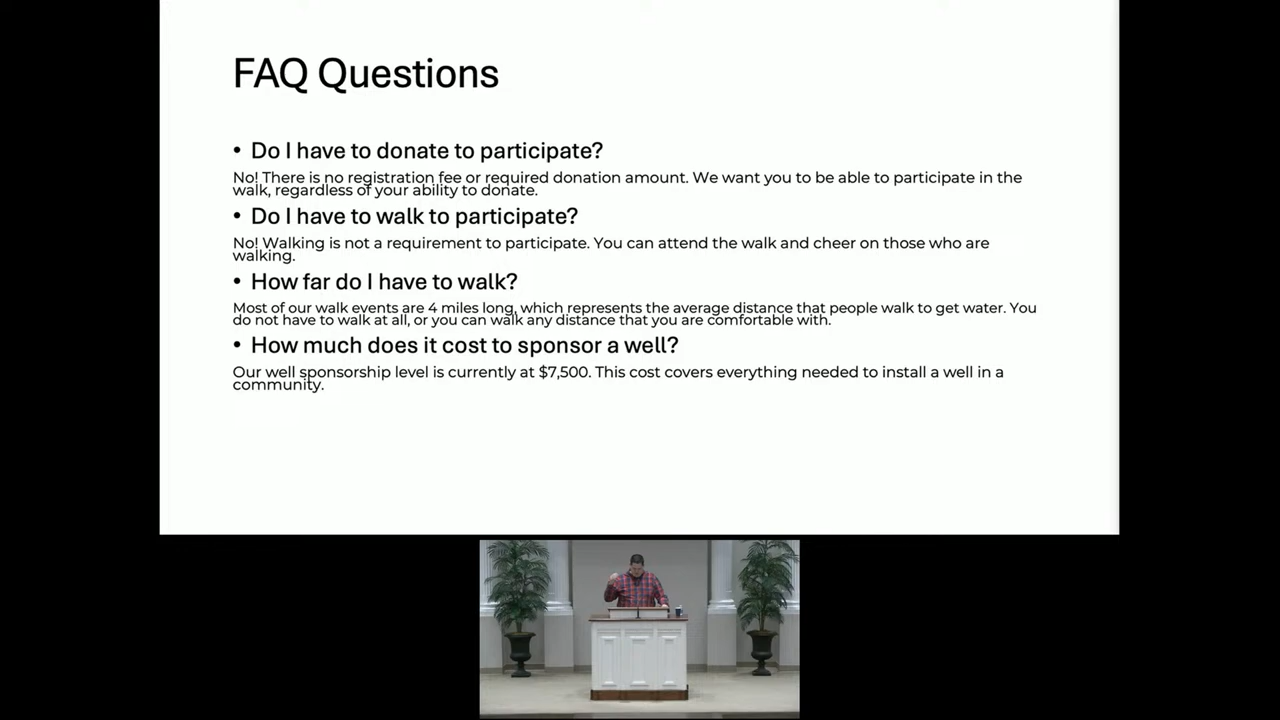 FAQ Questions
• Do I have to donate to participate?
No! There is no registration fee or required donation amount. We want you to be able to participate in the
walk, regardless of your ability to donate.
• Do I have to walk to participate?
No! Walking is not a requirement to participate. You can attend the walk and cheer on those who are
walking.
• How far do I have to walk?
Most of our walk events are 4 miles long, which represents the average distance that people walk to get water. You
do not have to walk at all, or you can walk any distance that you are comfortable with.
• How much does it cost to sponsor a well?
Our well sponsorship level is currently at $7,500. This cost covers everything needed to install a well in a
community.